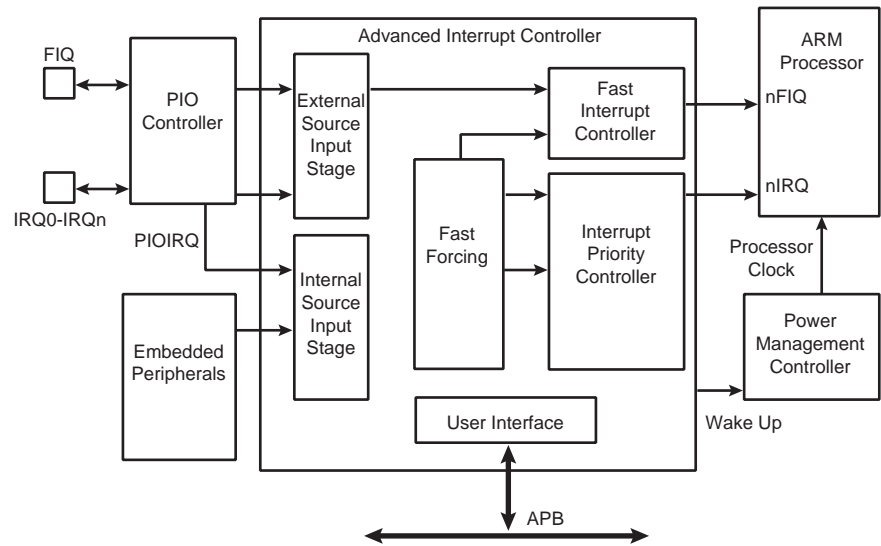 Advanced Interrupt Controller
FIQ
PIO
Controller
IRQ0-IRQn
PIOIRQ
Embedded
Peripherals
External
Source
Input
Stage
Internal
Source
Input
Stage
Fast
Forcing
Fast
Interrupt
Controller
Interrupt
Priority
Controller
User Interface
APB
ARM
Processor
nFIQ
nIRQ
Processor
Clock
Power
Management
Controller
Wake Up